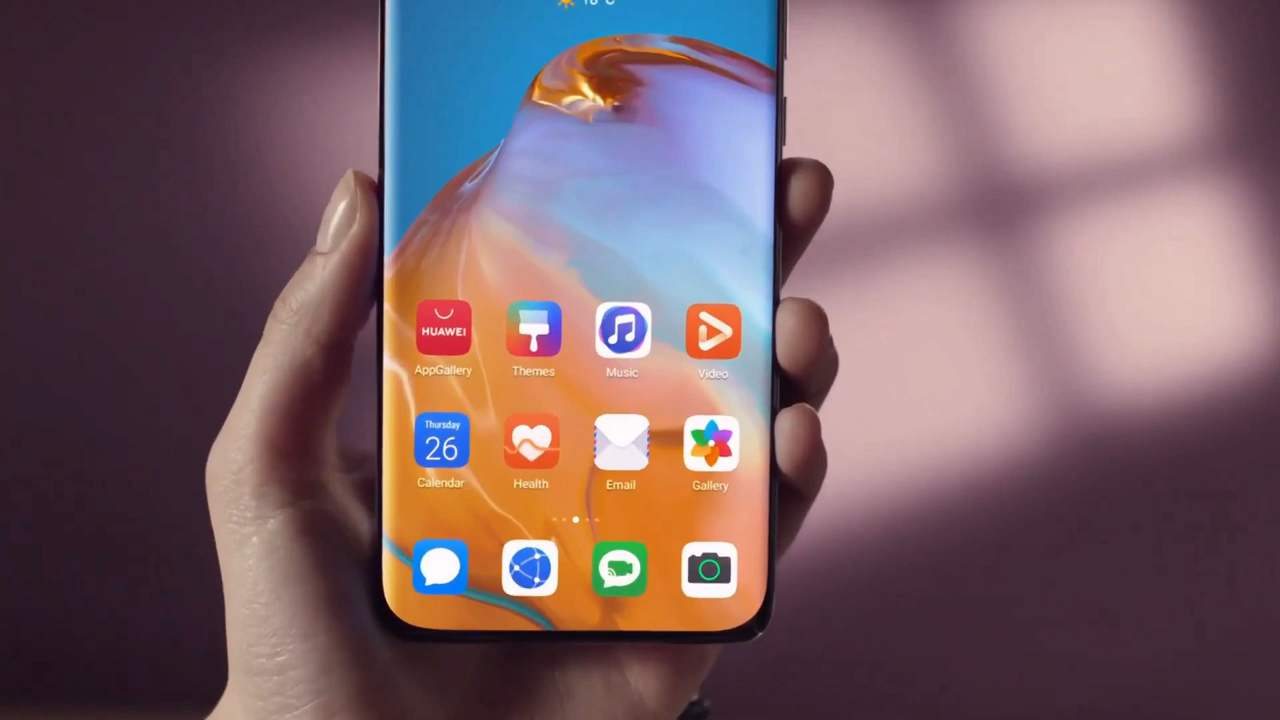 HUAWEI
AppGallery
Themes
Music
Video
Thursday
26
Calendar
Health
Email
Gallery